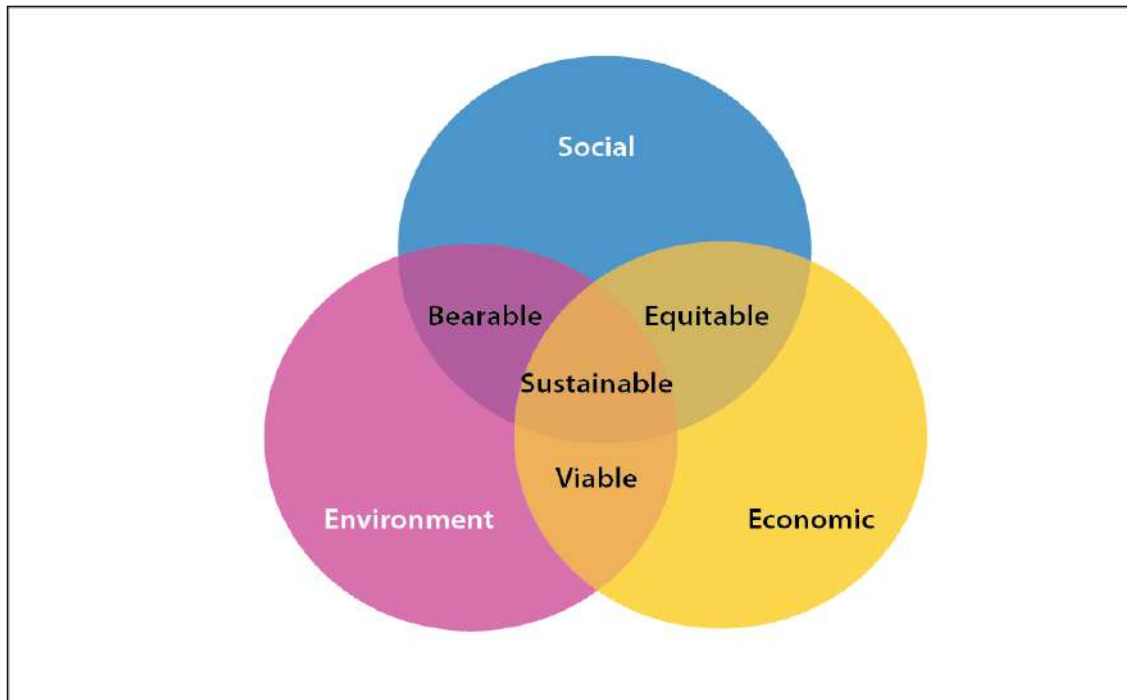 Social
Bearable
Equitable
Sustainable
Viable
Environment
Economic